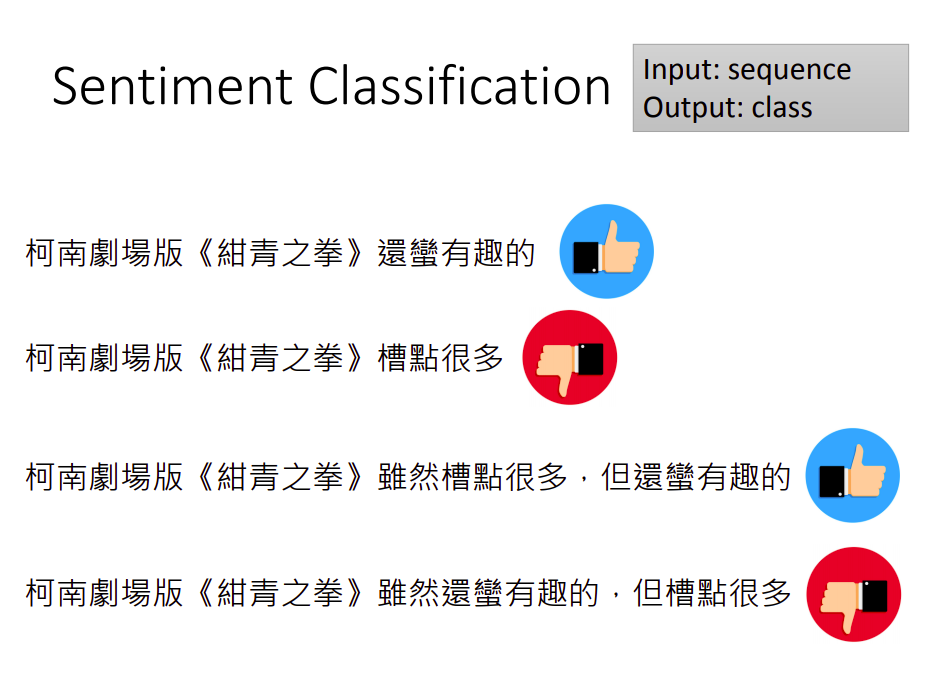 Sentiment Classification
Input: sequence
Output: class
柯南劇場版《紺青之拳》還蠻有趣的
柯南劇場版《紺青之拳》槽點很多
柯南劇場版《紺青之拳》雖然槽點很多，但還蠻有趣的
柯南劇場版《紺青之拳》雖然還蠻有趣的，但槽點很多